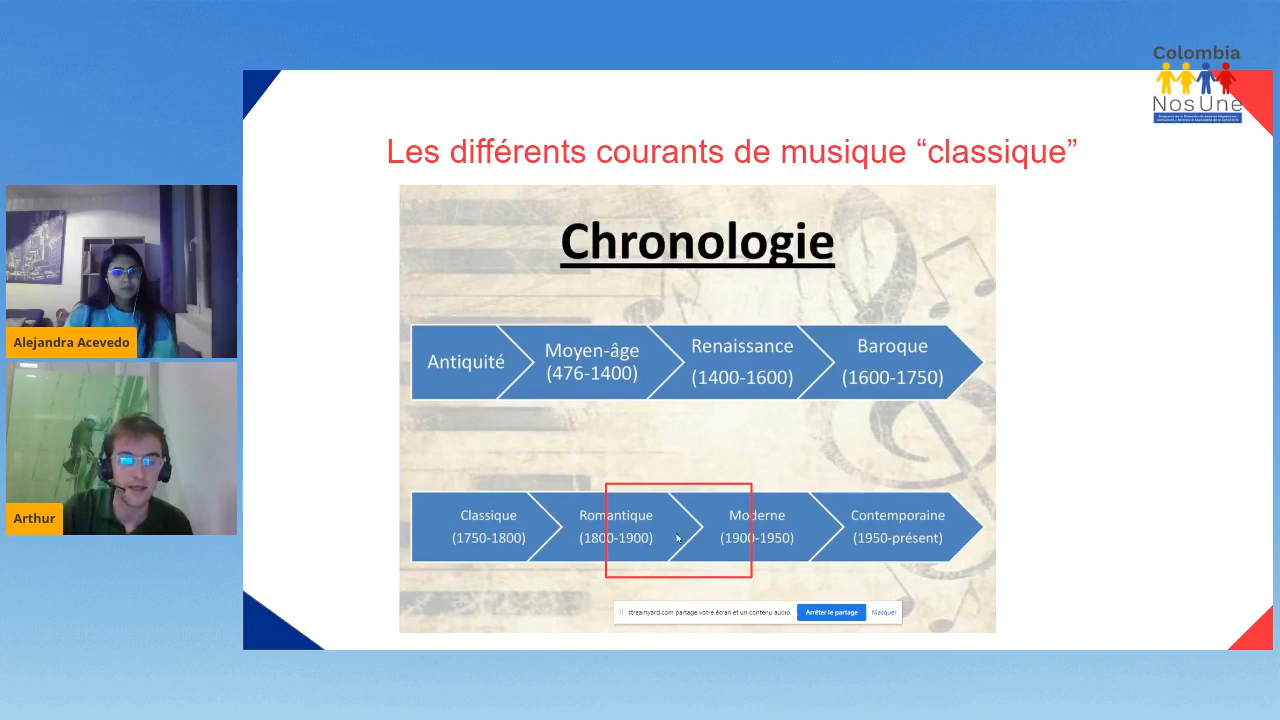 Colombia
NosUne
Les différents courants de musique “classique”
Chronologie
Antiquité
Moyen-âge
(476-1400)
Renaissance
(1400-1600)
Baroque
(1600-1750)
Classique
(1750-1800)
Romantique
(1800-1900)
Moderne
(1900-1950)
Contemporaine
(1950-présent)
streamyard.com partage votre écran et un contenu audio.
Arrêter le partage
Masquer
Alejandra Acevedo
Arthur